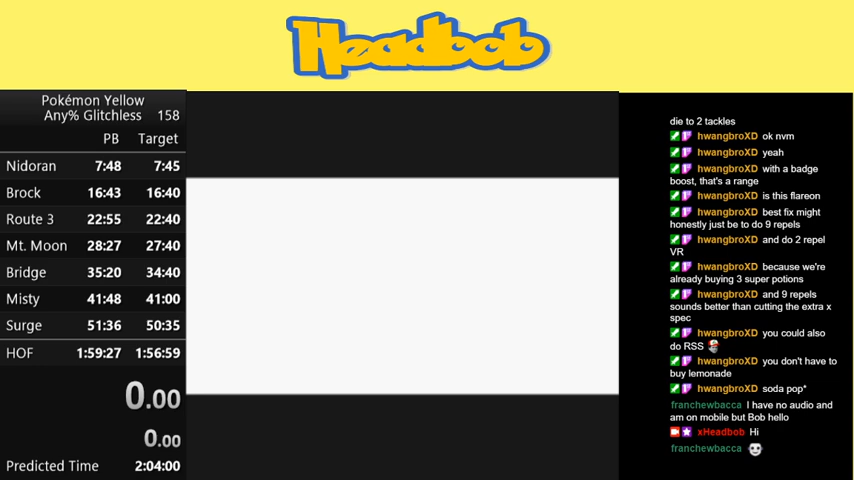 Headbob
Pokémon Yellow
Any% Glitchless 158
PB Target
Nidoran 7:48 7:45
Brock 16:43 16:40
Route 3 22:55 22:40
Mt. Moon 28:27 27:40
Bridge 35:20 34:40
Misty 41:48 41:00
Surge 51:36 50:35
HOF 1:59:27 1:56:59
0.00
0.00
Predicted Time 2:04:00
die to 2 tackles
hwangbroXD ok nvm
hwangbroXD yeah
hwangbroXD with a badge
boost, that's a range
hwangbroXD is this flareon
hwangbroXD best fix might
honestly just be to do 9 repels
hwangbroXD and do 2 repel
VR
hwangbroXD because we're
already buying 3 super potions
hwangbroXD and 9 repels
sounds better than cutting the extra x
spec
hwangbroXD you could also
do RSS
hwangbroXD you don't have to
buy lemonade
hwangbroXD soda pop*
franchewbacca I have no audio and
am on mobile but Bob hello
xHeadbob Hi
franchewbacca